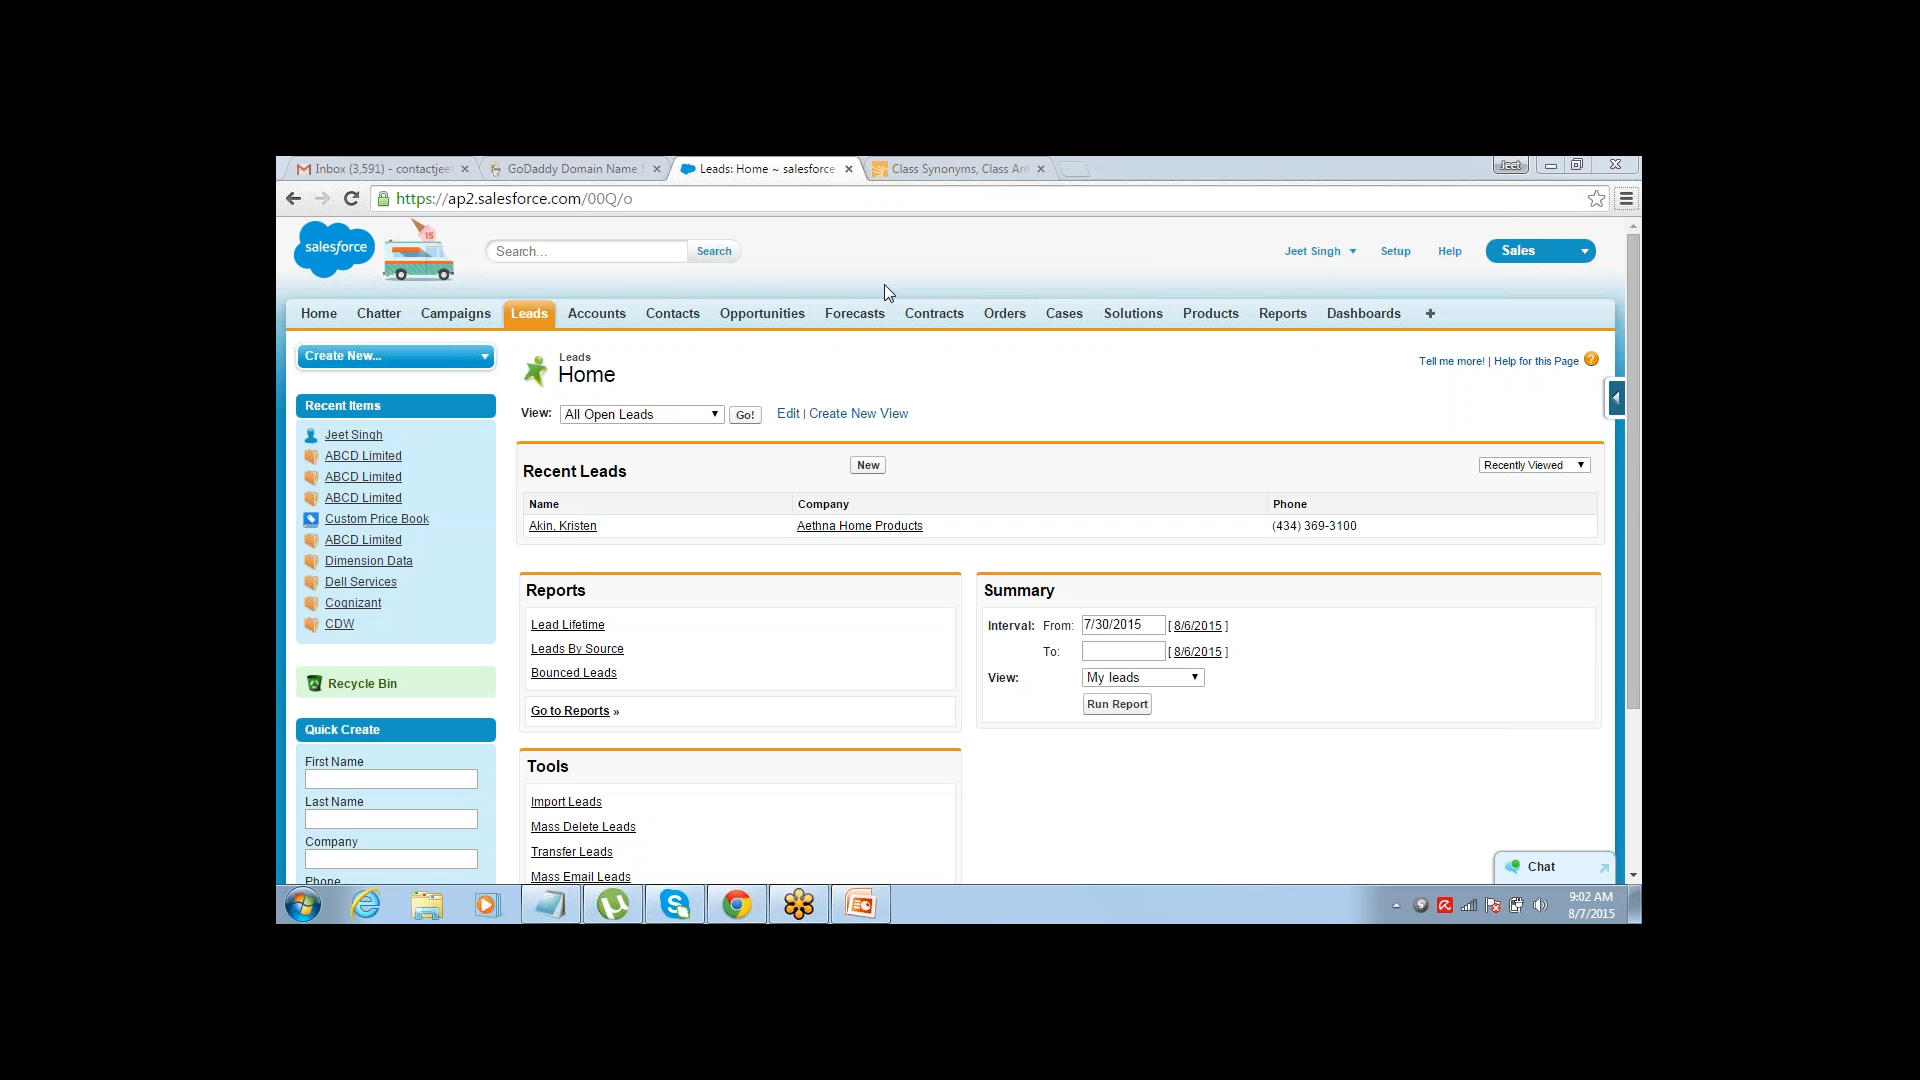 Inbox (3,591) - contactjee
GoDaddy Domain Name
Leads: Home ~ salesforce
Class Synonyms, Class An
Jeet
https://ap2.salesforce.com/00Q/o
salesforce
15
Search...
Search
Jeet Singh
Setup
Help
Sales
Home
Chatter
Campaigns
Leads
Accounts
Contacts
Opportunities
Forecasts
Contracts
Orders
Cases
Solutions
Products
Reports
Dashboards
+
Create New...
Recent Items
Jeet Singh
ABCD Limited
ABCD Limited
ABCD Limited
Custom Price Book
ABCD Limited
Dimension Data
Dell Services
Cognizant
CDW
Recycle Bin
Quick Create
First Name
Last Name
Company
Phone
Leads
Home
Tell me more! | Help for this Page ?
View: All Open Leads Go! Edit | Create New View
Recent Leads New Recently Viewed
Name Company Phone
Akin, Kristen Aethna Home Products (434) 369-3100
Reports
Lead Lifetime
Leads By Source
Bounced Leads
Go to Reports »
Summary
Interval: From: 7/30/2015 [ 8/6/2015 ]
To: [ 8/6/2015 ]
View: My leads
Run Report
Tools
Import Leads
Mass Delete Leads
Transfer Leads
Mass Email Leads
Chat
9:02 AM
8/7/2015